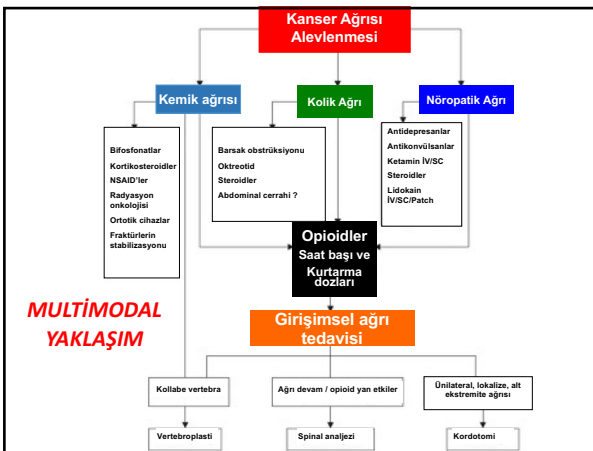 Kanser Ağrısı
Alevlenmesi
Kemik ağrısı
Kolik Ağrı
Nöropatik Ağrı
Bifosfonatlar
Kortikosteroidler
NSAID'ler
Radyasyon
onkolojisi
Ortotik cihazlar
Fraktürlerin
stabilizasyonu
Barsak obstrüksiyonu
Oktreotid
Steroidler
Abdominal cerrahi ?
Antidepresanlar
Antikonvülsanlar
Ketamin İV/SC
Steroidler
Lidokain
İV/SC/Patch
Opioidler
Saat başı ve
Kurtarma
dozları
MULTİMODAL
YAKLAŞIM
Girişimsel ağrı
tedavisi
Kollabe vertebra
Ağrı devam / opioid yan etkiler
Ünilateral, lokalize, alt
ekstremite ağrısı
Vertebroplasti
Spinal analjezi
Kordotomi